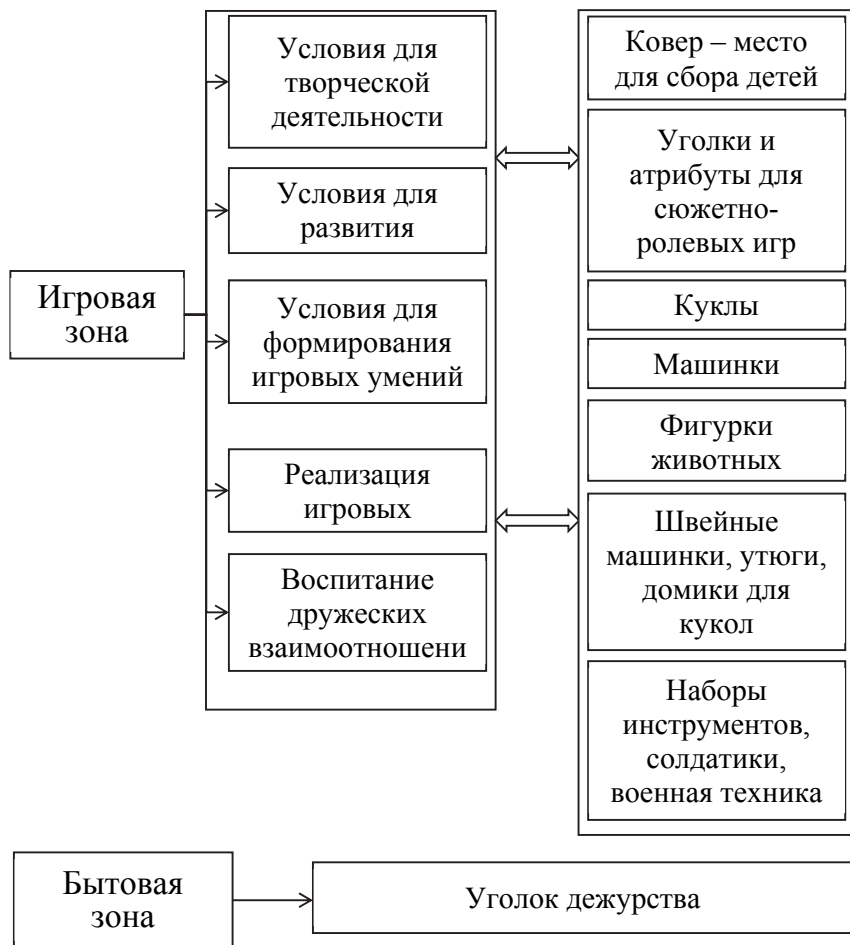 Игровая
зона
Условия для
творческой
деятельности
Условия для
развития
Условия для
формирования
игровых умений
Реализация
игровых
Воспитание
дружеских
взаимоотношени
Ковер – место
для сбора детей
Уголки и
атрибуты для
сюжетно-
ролевых игр
Куклы
Машинки
Фигурки
животных
Швейные
машинки, утюги,
домики для
кукол
Наборы
инструментов,
солдатики,
военная техника
Бытовая
зона
Уголок дежурства